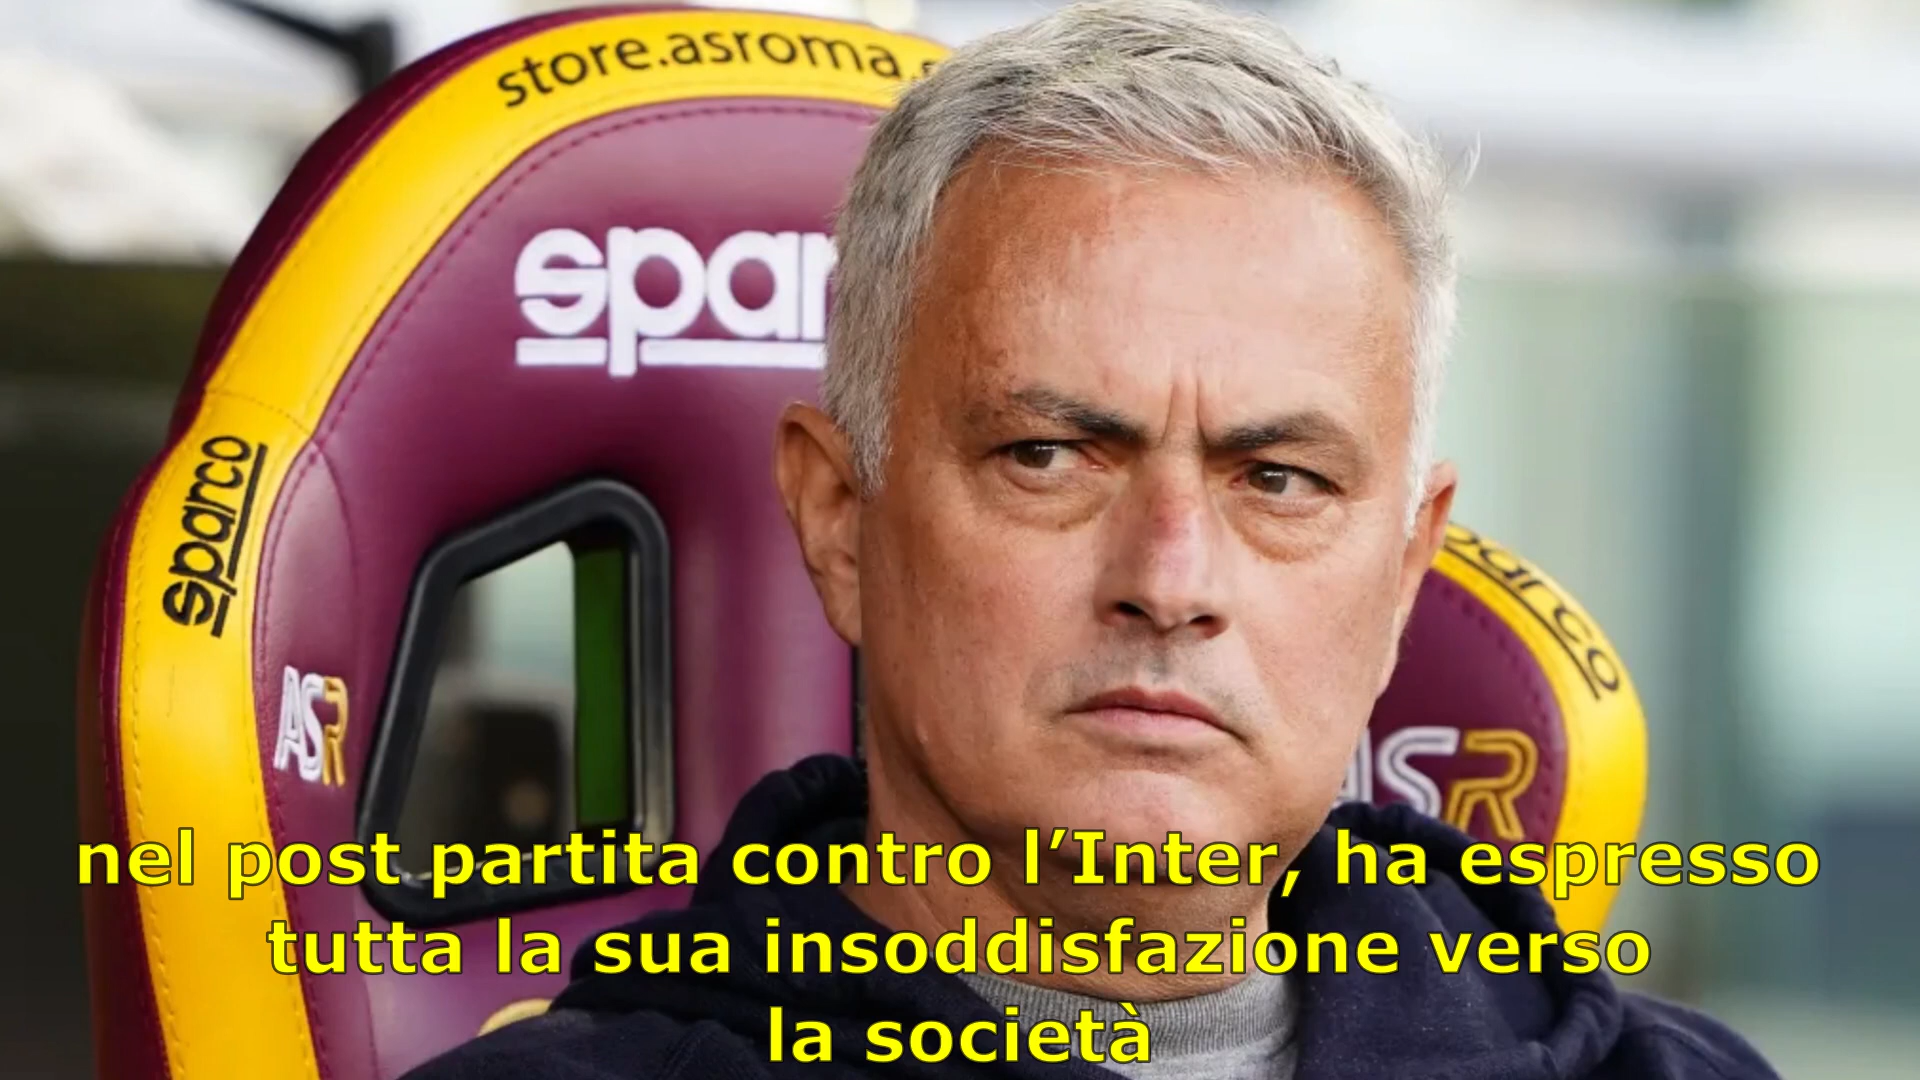 store.asroma.
spar
sparco
sparco
ASR
ASR
nel post partita contro l’Inter, ha espresso
tutta la sua insoddisfazione verso
la società